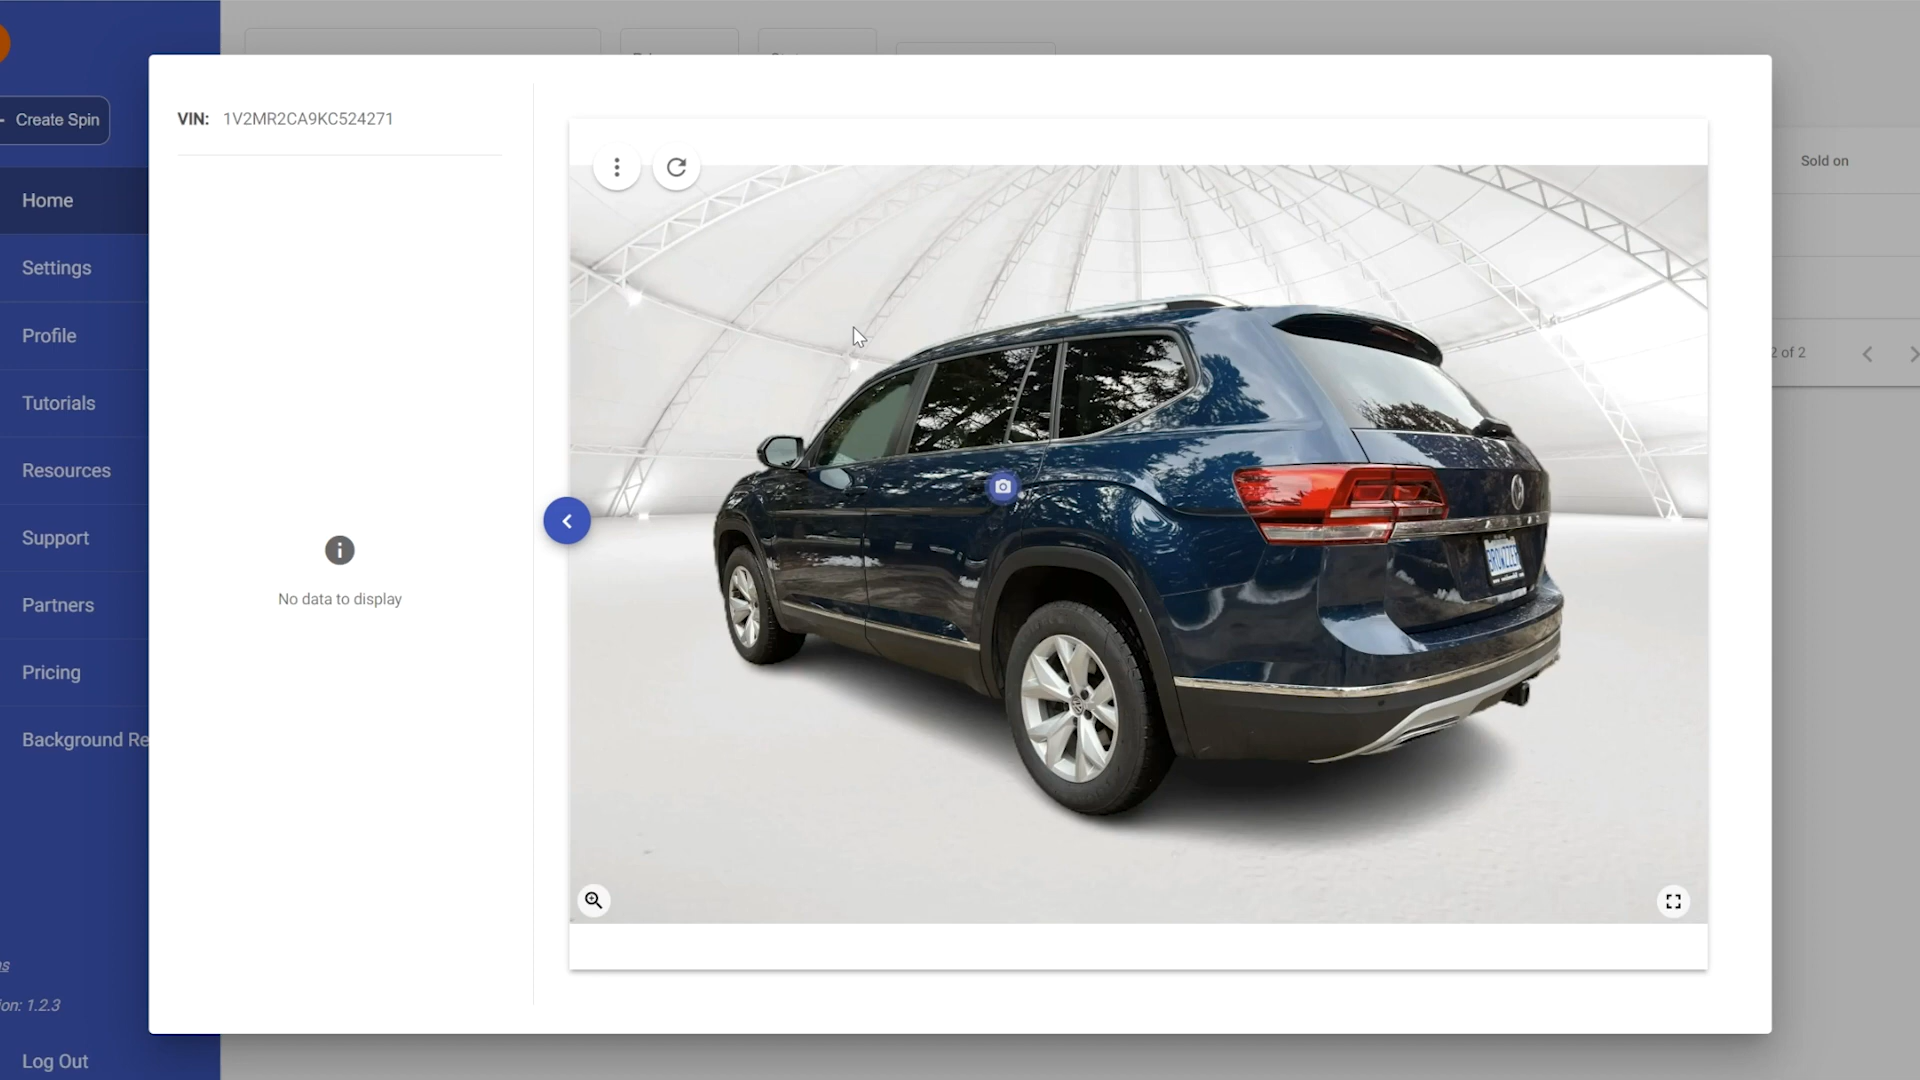 Create Spin
Home
Settings
Profile
Tutorials
Resources
Support
Partners
Pricing
Background Re
ion: 1.2.3
Log Out
VIN: 1V2MR2CA9KC524271
No data to display
BROWZZER
Sold on
2 of 2